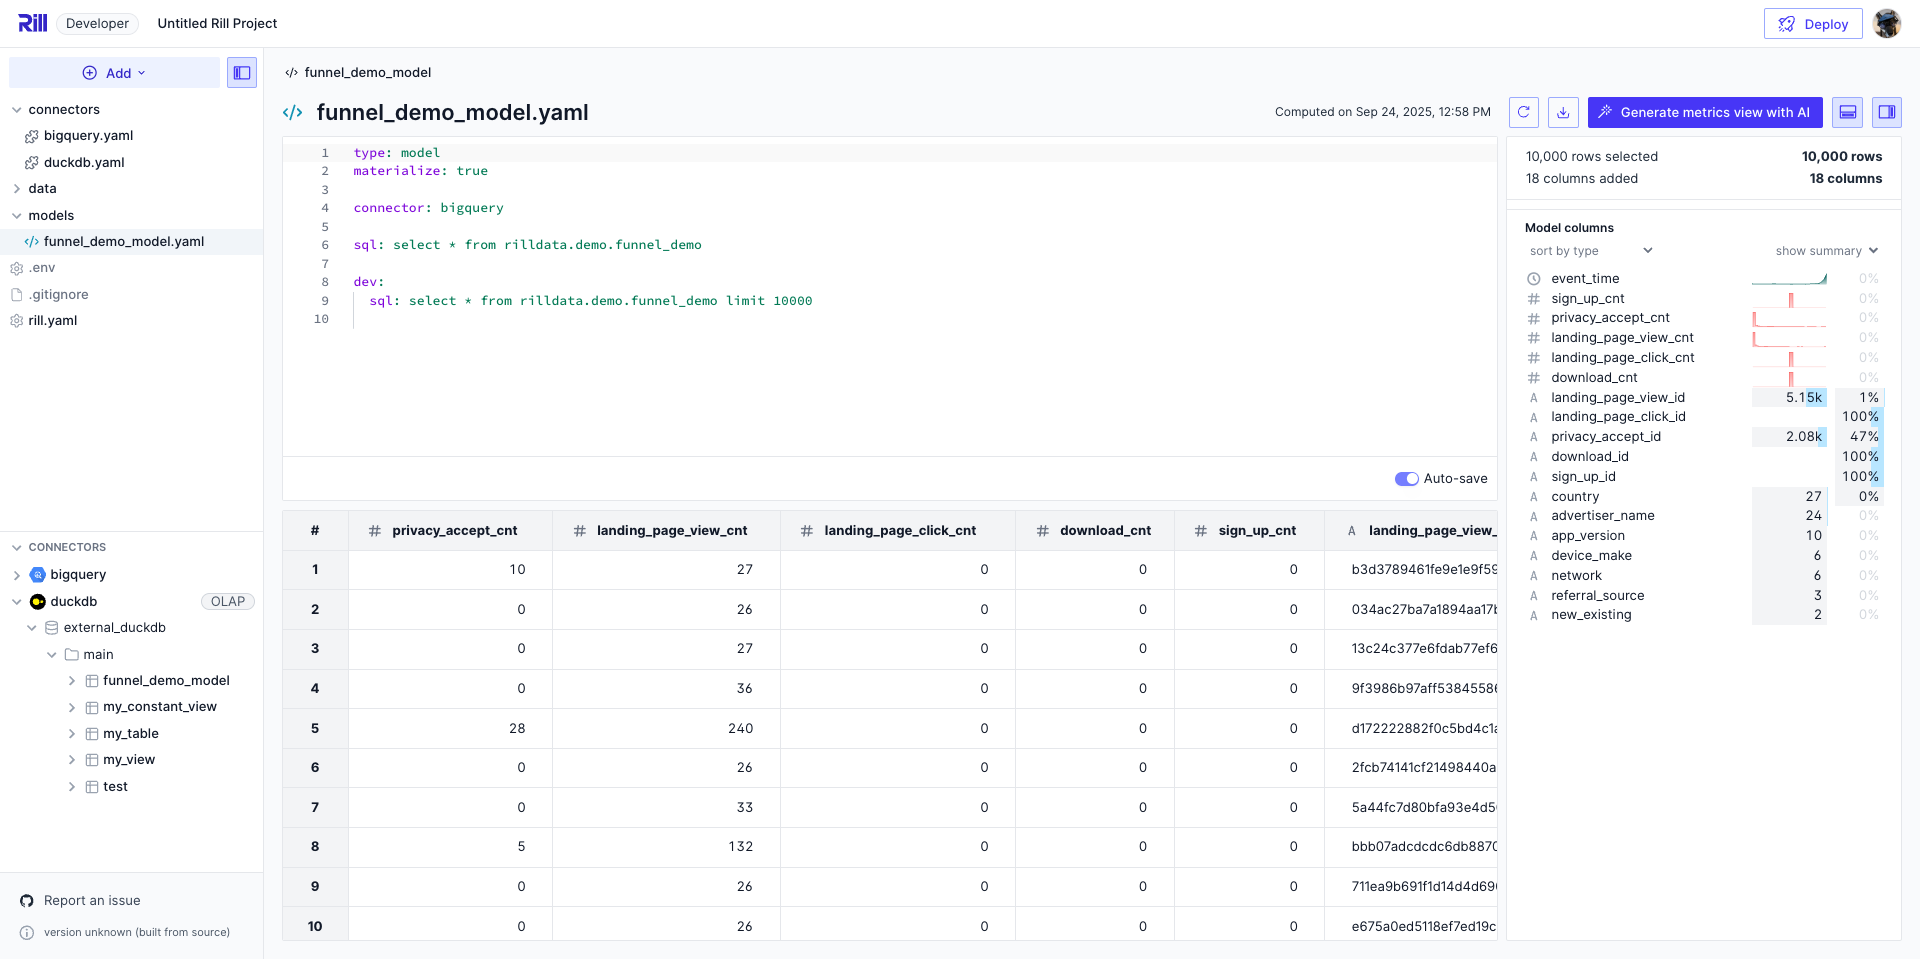 Rill Developer Untitled Rill Project Deploy
Add
connectors
bigquery.yaml
duckdb.yaml
data
models
funnel_demo_model.yaml
.env
.gitignore
rill.yaml
CONNECTORS
bigquery
duckdb OLAP
external_duckdb
main
funnel_demo_model
my_constant_view
my_table
my_view
test
Report an issue
version unknown (built from source)
funnel_demo_model
funnel_demo_model.yaml
Computed on Sep 24, 2025, 12:58 PM
Generate metrics view with AI
1 type: model
2 materialize: true
3
4 connector: bigquery
5
6 sql: select * from rilldata.demo.funnel_demo
7
8 dev:
9 sql: select * from rilldata.demo.funnel_demo limit 10000
10
Auto-save
# # privacy_accept_cnt # landing_page_view_cnt # landing_page_click_cnt # download_cnt # sign_up_cnt A landing_page_view_
1 10 27 0 0 0 b3d3789461fe9e1e9f59
2 0 26 0 0 0 034ac27ba7a1894aa17b
3 0 27 0 0 0 13c24c377e6fdab77ef6
4 0 36 0 0 0 9f3986b97aff53845586
5 28 240 0 0 0 d172222882f0c5bd4c1a
6 0 26 0 0 0 2fcb74141cf21498440a
7 0 33 0 0 0
8 5 132 0 0 0 bbb07adcdcdc6db8870
9 0 26 0 0 0
10 0 26 0 0 0 e675a0ed5118ef7ed19c
10,000 rows selected 10,000 rows
18 columns added 18 columns
Model columns
sort by type show summary
event_time 0%
# sign_up_cnt 0%
# privacy_accept_cnt 0%
# landing_page_view_cnt 0%
# landing_page_click_cnt 0%
# download_cnt 0%
A landing_page_view_id 5.15k 1%
A landing_page_click_id 100%
A privacy_accept_id 2.08k 47%
A download_id 100%
A sign_up_id 100%
A country 27 0%
A advertiser_name 24 0%
A app_version 10 0%
A device_make 6 0%
A network 6 0%
A referral_source 3 0%
A new_existing 2 0%